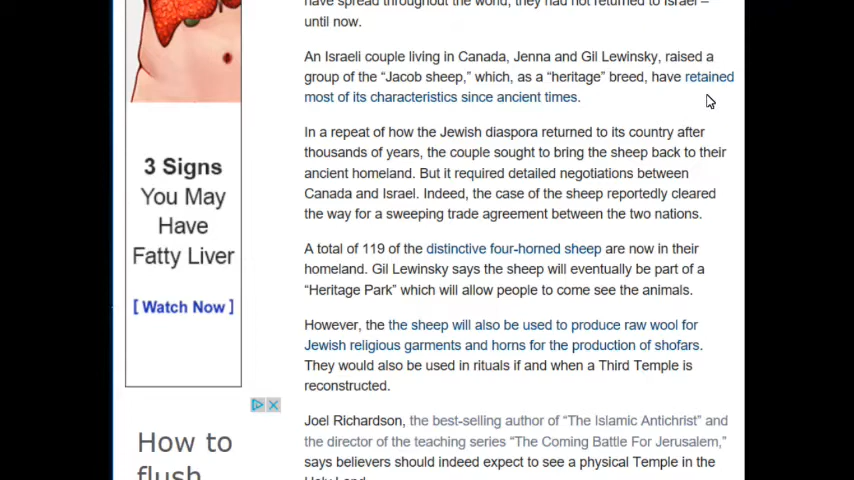 have spread throughout the world, they had not returned to Israel –
until now.
An Israeli couple living in Canada, Jenna and Gil Lewinsky, raised a
group of the “Jacob sheep,” which, as a “heritage” breed, have retained
most of its characteristics since ancient times.
In a repeat of how the Jewish diaspora returned to its country after
thousands of years, the couple sought to bring the sheep back to their
ancient homeland. But it required detailed negotiations between
Canada and Israel. Indeed, the case of the sheep reportedly cleared
the way for a sweeping trade agreement between the two nations.
A total of 119 of the distinctive four-horned sheep are now in their
homeland. Gil Lewinsky says the sheep will eventually be part of a
“Heritage Park” which will allow people to come see the animals.
However, the the sheep will also be used to produce raw wool for
Jewish religious garments and horns for the production of shofars.
They would also be used in rituals if and when a Third Temple is
reconstructed.
Joel Richardson, the best-selling author of “The Islamic Antichrist” and
the director of the teaching series “The Coming Battle For Jerusalem,”
says believers should indeed expect to see a physical Temple in the
Holy Land.
3 Signs
You May
Have
Fatty Liver
[ Watch Now ]
How to
flush